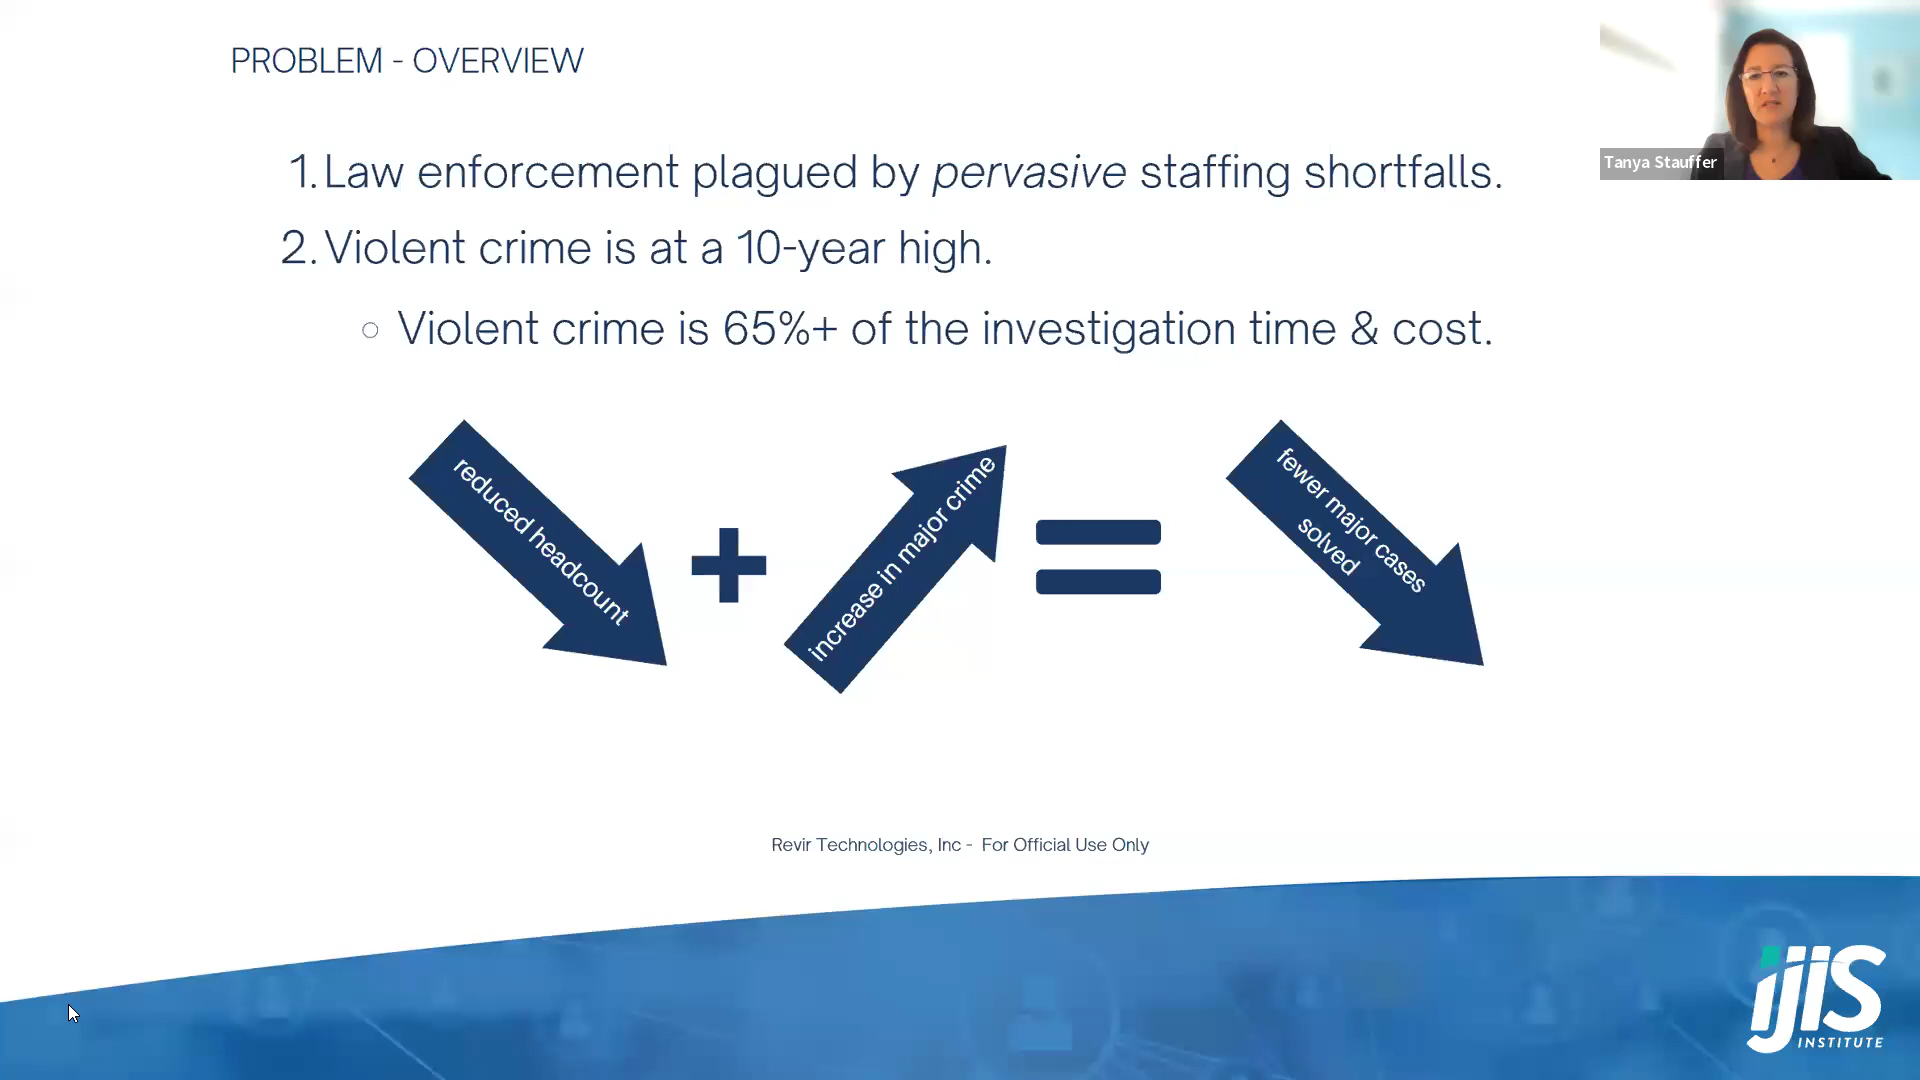 PROBLEM - OVERVIEW
Tanya Stauffer
1. Law enforcement plagued by pervasive staffing shortfalls.
2. Violent crime is at a 10-year high.
○ Violent crime is 65%+ of the investigation time & cost.
reduced headcount
+
increase in major crime
=
fewer major cases
solved
Revir Technologies, Inc - For Official Use Only
IJIS
INSTITUTE